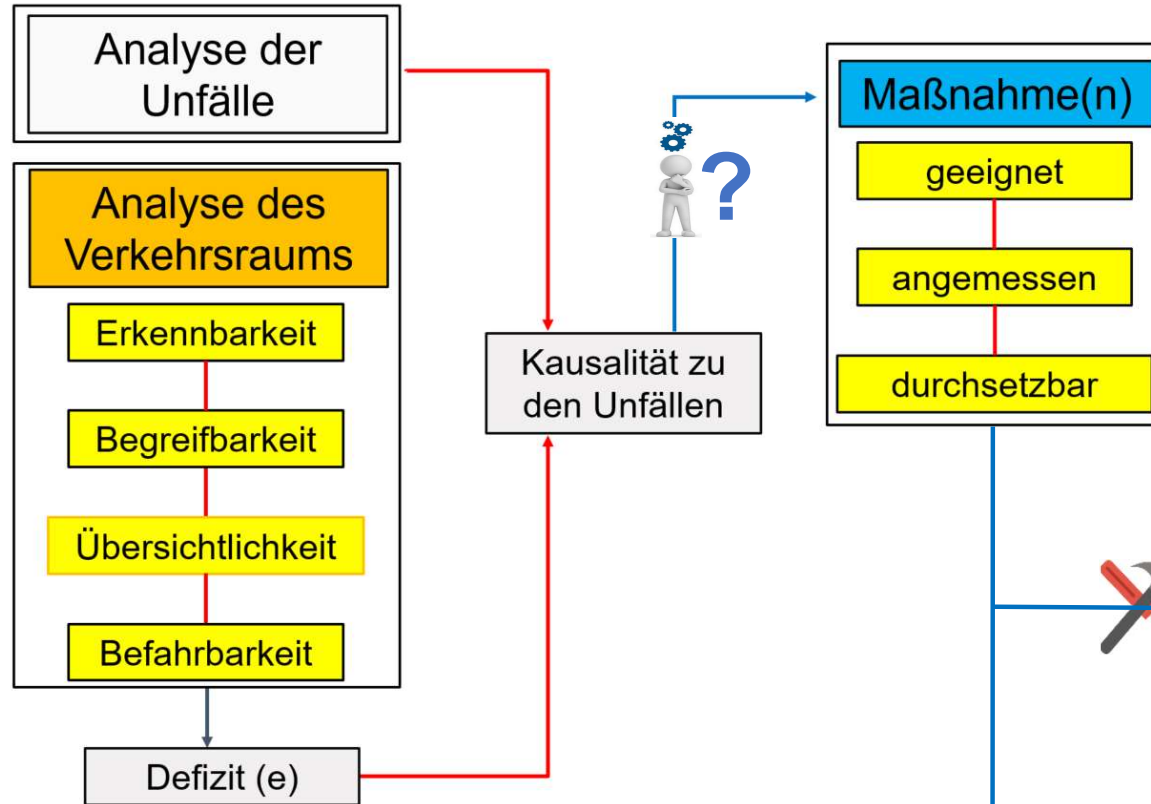 Analyse der
Unfälle
Analyse des
Verkehrsraums
Erkennbarkeit
Begreifbarkeit
Übersichtlichkeit
Befahrbarkeit
Defizit (e)
Kausalität zu
den Unfällen
?
Maßnahme(n)
geeignet
angemessen
durchsetzbar